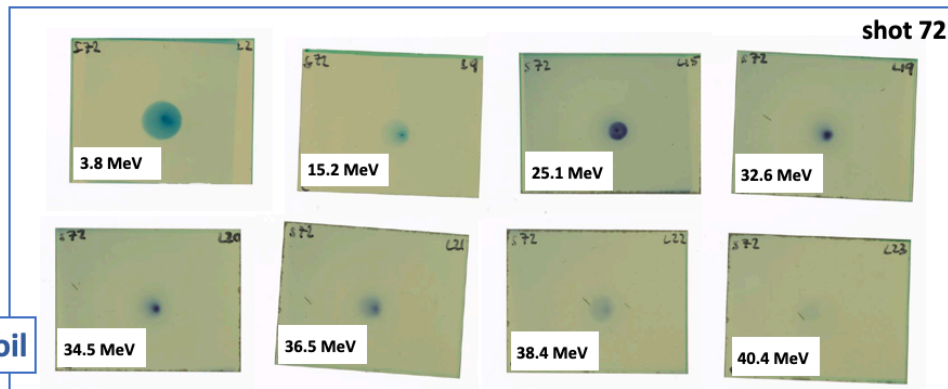 shot 72
S72 L2
3.8 MeV
S72
15.2 MeV
S72 L15
25.1 MeV
S72 L19
32.6 MeV
S72 L20
34.5 MeV
S72 L21
36.5 MeV
S72 L22
38.4 MeV
S72 L23
40.4 MeV
oil